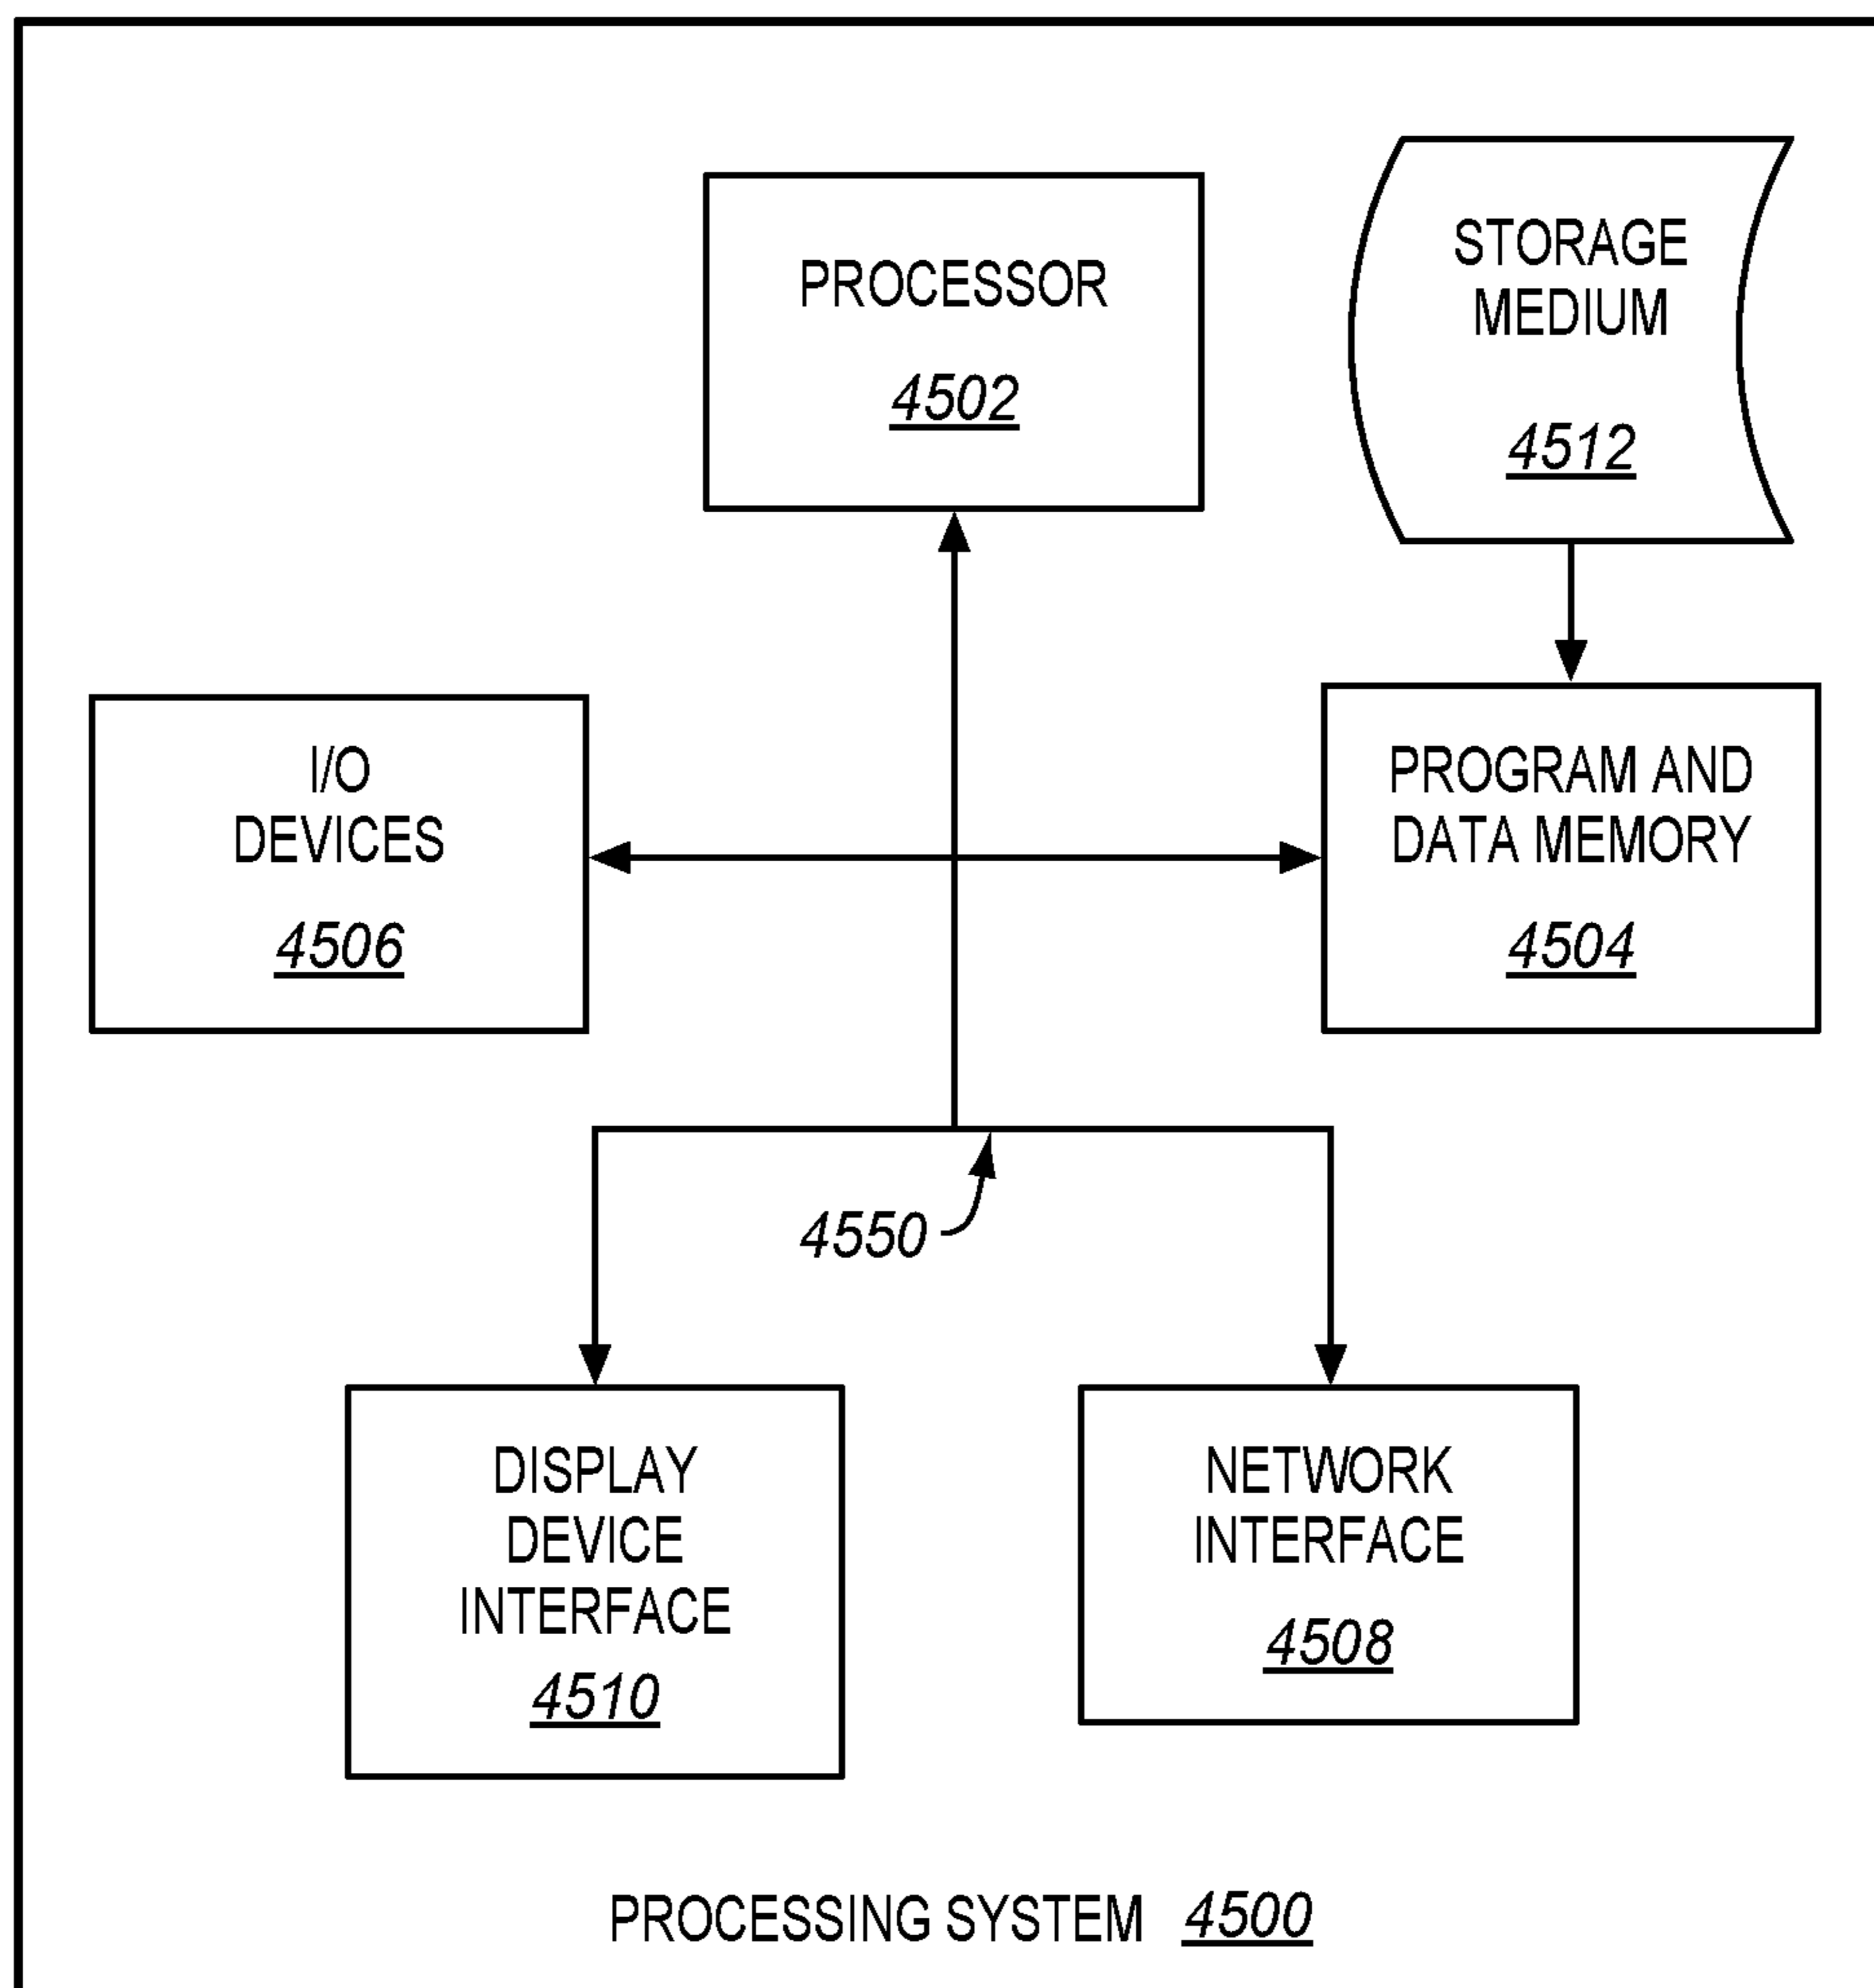 PROCESSOR
4502
STORAGE
MEDIUM
4512
I/O
DEVICES
4506
PROGRAM AND
DATA MEMORY
4504
4550
DISPLAY
DEVICE
INTERFACE
4510
NETWORK
INTERFACE
4508
PROCESSING SYSTEM 4500